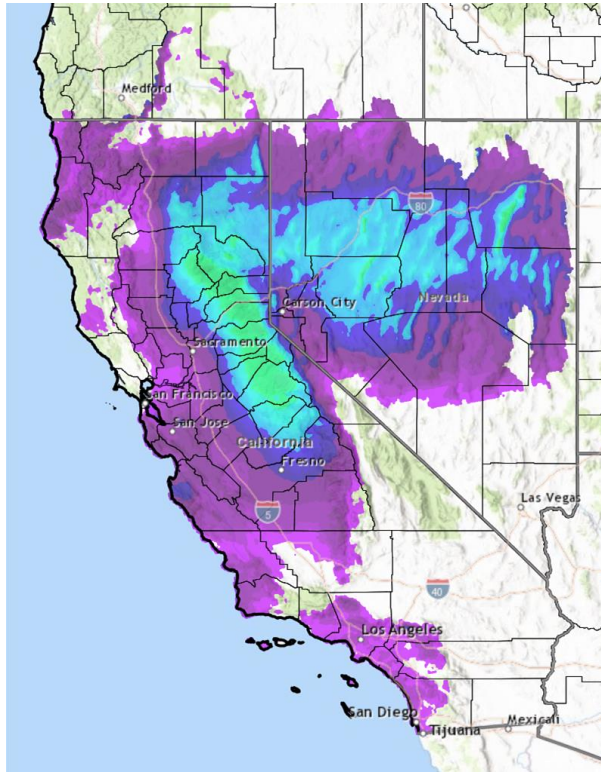 Medford
80
Carson City
Nevada
Sacramento
San Francisco
San Jose
California
Fresno
Las Vegas
5
40
Los Angeles
San Diego
Mexicali
Tijuana